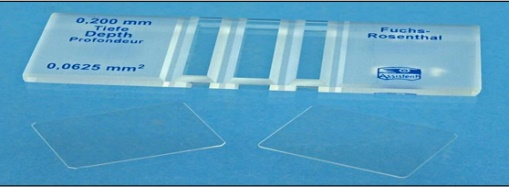 0,200 mm
Tiefe
Depth
Profondeur
0,0625 mm²
Fuchs-
Rosenthal
Assistent